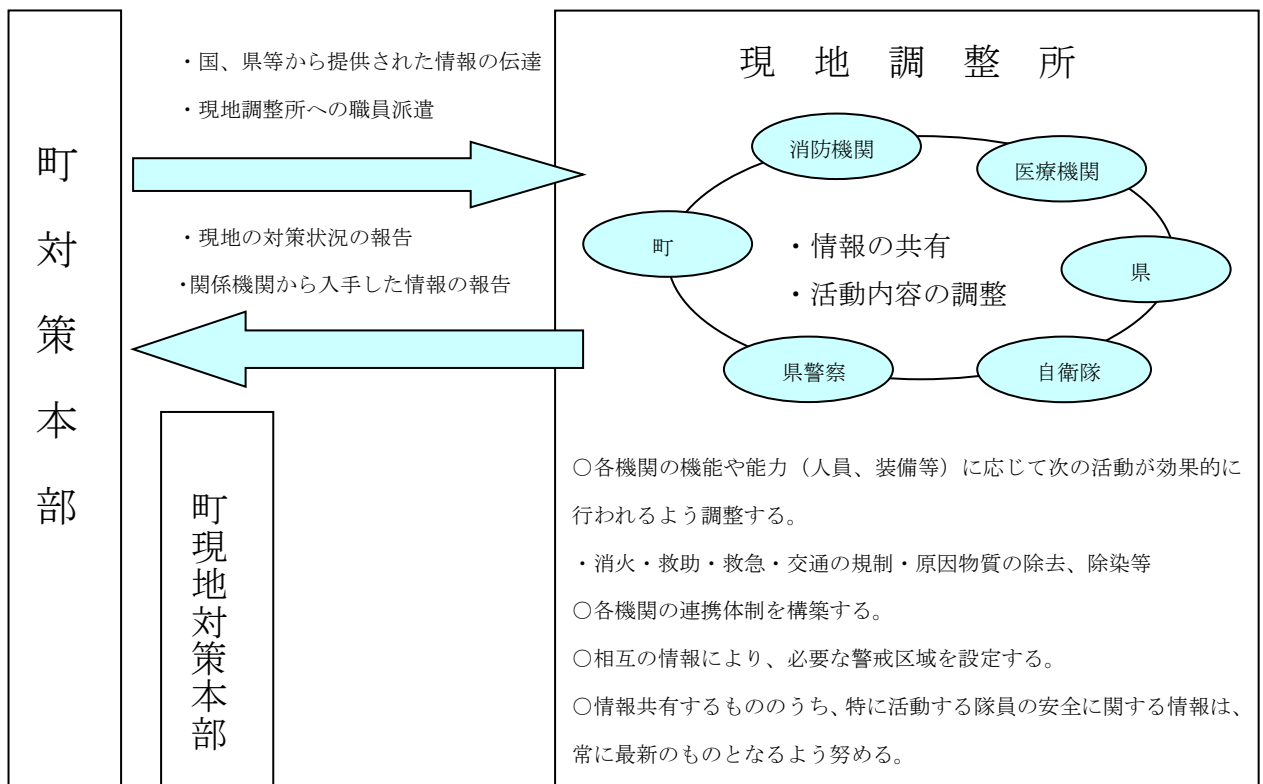 町対策本部
・国、県等から提供された情報の伝達
・現地調整所への職員派遣
・現地の対策状況の報告
・関係機関から入手した情報の報告
町現地対策本部
現地調整所
消防機関
医療機関
町
県
県警察
自衛隊
・情報の共有
・活動内容の調整
○各機関の機能や能力（人員、装備等）に応じて次の活動が効果的に
行われるよう調整する。
・消火・救助・救急・交通の規制・原因物質の除去、除染等
○各機関の連携体制を構築する。
○相互の情報により、必要な警戒区域を設定する。
○情報共有するもののうち、特に活動する隊員の安全に関する情報は、
常に最新のものとなるよう努める。